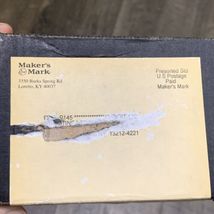 Maker's
Mark
3350 Burks Spring Rd
Loretto, KY 40037
Presorted Std
U.S Postage
Paid
Maker's Mark
13212-4221